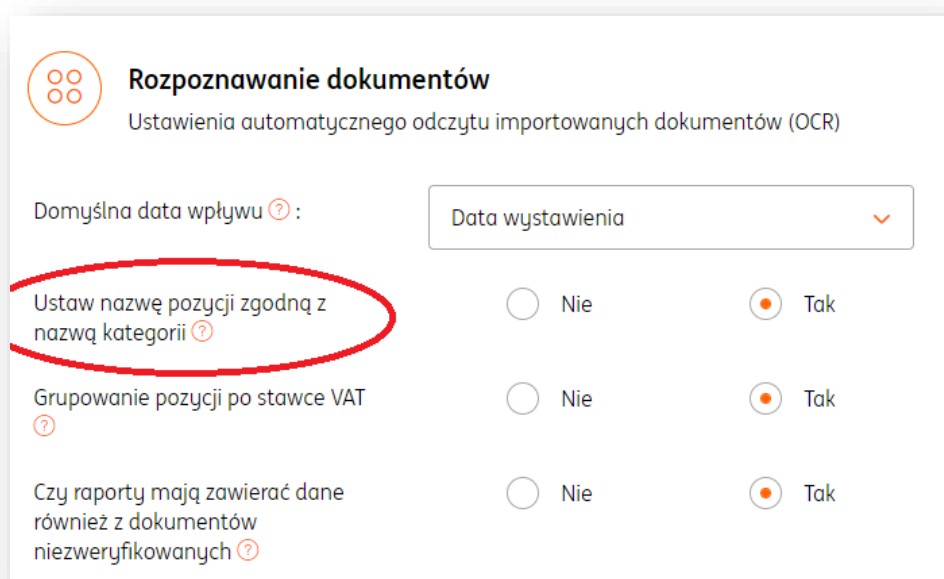 Rozpoznawanie dokumentów
Ustawienia automatycznego odczytu importowanych dokumentów (OCR)
Domyślna data wpływu ? :
Data wystawienia
Ustaw nazwę pozycji zgodną z
nazwą kategorii ?
Nie
Tak
Grupowanie pozycji po stawce VAT
?
Nie
Tak
Czy raporty mają zawierać dane
również z dokumentów
niezweryfikowanych ?
Nie
Tak